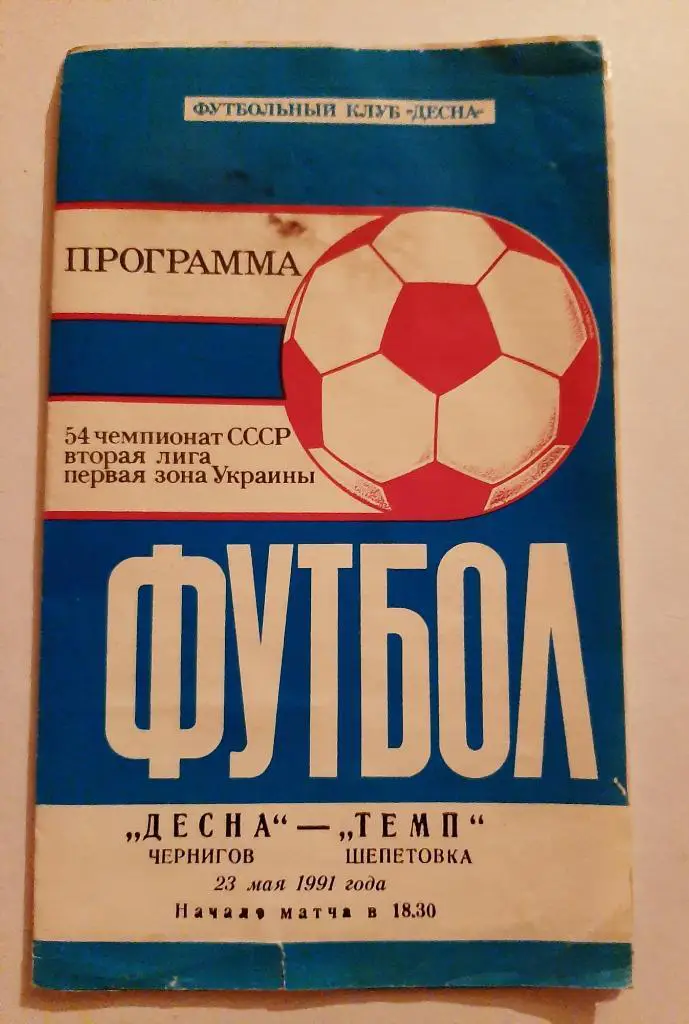 ФУТБОЛЬНЫЙ КЛУБ «ДЕСНА»
ПРОГРАММА
54 чемпионат СССР
вторая лига
первая зона Украины
ФУТБОЛ
„ДЕСНА“ — „ТЕМП“
ЧЕРНИГОВ ШЕПЕТОВКА
23 мая 1991 года
Начало матча в 18.30